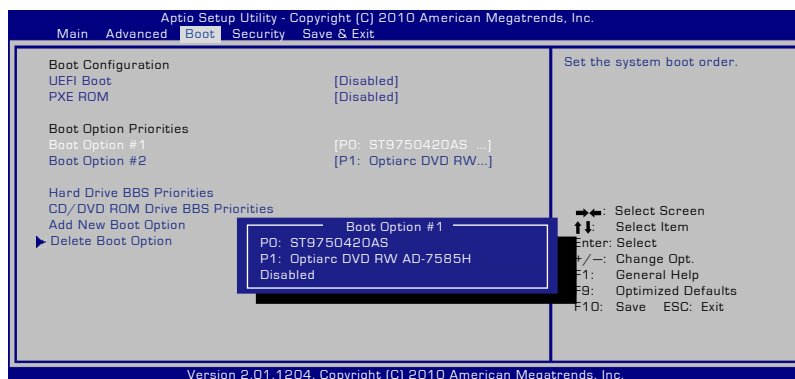 Aptio Setup Utility - Copyright (C) 2010 American Megatrends, Inc.
Main Advanced Boot Security Save & Exit
Boot Configuration
UEFI Boot [Disabled]
PXE ROM [Disabled]
Boot Option Priorities
Boot Option #1 [P0: ST9750420AS ...]
Boot Option #2 [P1: Optiarc DVD RW...]
Hard Drive BBS Priorities
CD/DVD ROM Drive BBS Priorities
Add New Boot Option
Delete Boot Option
Boot Option #1
P0: ST9750420AS
P1: Optiarc DVD RW AD-7585H
Disabled
Set the system boot order.
→←: Select Screen
↑↓: Select Item
Enter: Select
+/—: Change Opt.
F1: General Help
F9: Optimized Defaults
F10: Save ESC: Exit
Version 2.01.1204. Copyright (C) 2010 American Megatrends, Inc.